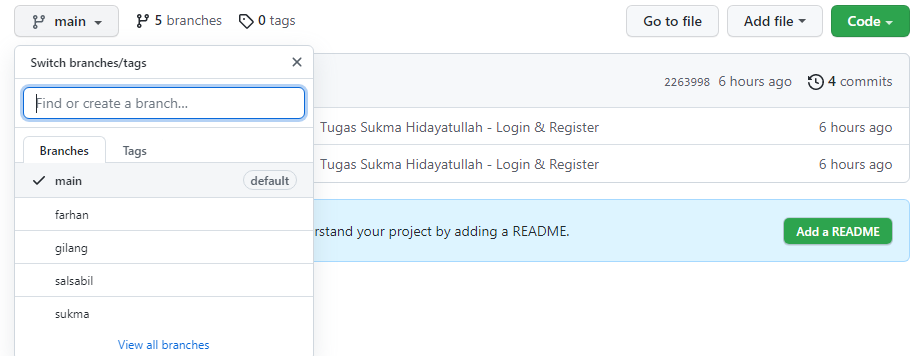 main
5 branches
0 tags
Go to file
Add file
Code
Switch branches/tags
Find or create a branch...
2263998 6 hours ago
4 commits
Tugas Sukma Hidayatullah - Login & Register
6 hours ago
Branches
Tags
Tugas Sukma Hidayatullah - Login & Register
6 hours ago
main
default
farhan
rstand your project by adding a README.
Add a README
gilang
salsabil
sukma
View all branches